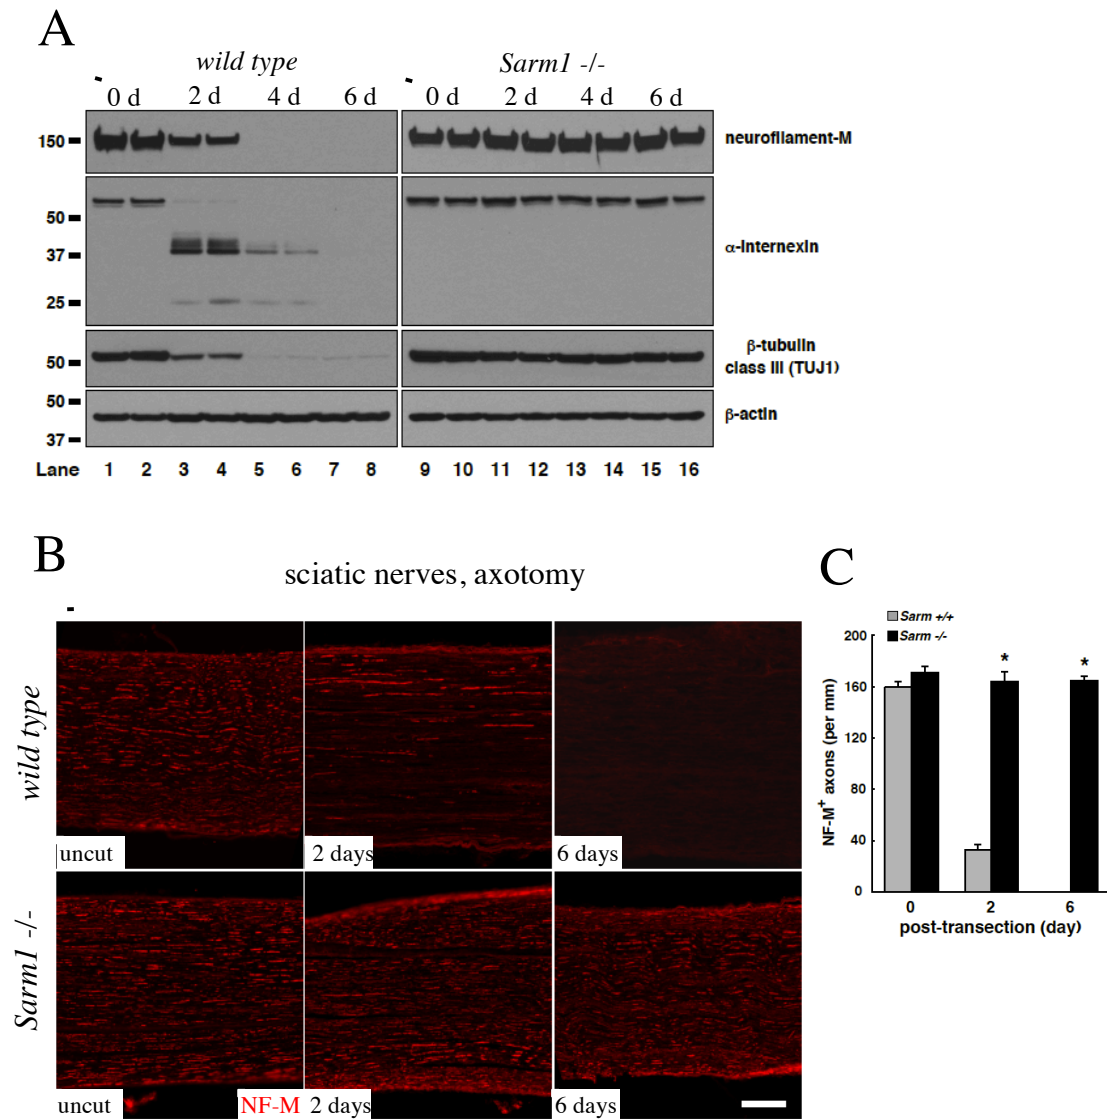 A
wild type
Sarm1 -/-
0 d 2 d 4 d 6 d
0 d 2 d 4 d 6 d
150
neurofilament-M
50
37
25
α-internexin
50
β-tubulin
class III (TUJ1)
50
37
β-actin
Lane 1 2 3 4 5 6 7 8 9 10 11 12 13 14 15 16
B
sciatic nerves, axotomy
wild type
uncut
2 days
6 days
Sarm1 -/-
uncut
NF-M
2 days
6 days
C
Sarm +/+
Sarm -/-
NF-M+ axons (per mm)
200
160
120
80
40
0
*
*
0 2 6
post-transection (day)